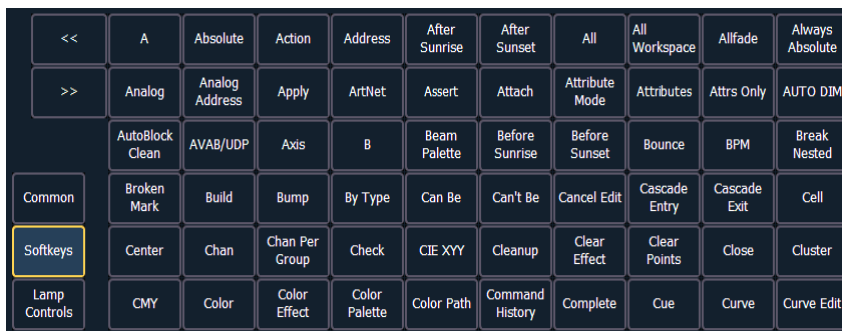 << A Absolute Action Address After Sunrise After Sunset All All Workspace Allfade Always Absolute
>> Analog Analog Address Apply ArtNet Assert Attach Attribute Mode Attributes Attrs Only AUTO DIM
AutoBlock Clean AVAB/UDP Axis B Beam Palette Before Sunrise Before Sunset Bounce BPM Break Nested
Common Broken Mark Build Bump By Type Can Be Can't Be Cancel Edit Cascade Entry Cascade Exit Cell
Softkeys Center Chan Chan Per Group Check CIE XYY Cleanup Clear Effect Clear Points Close Cluster
Lamp Controls CMY Color Color Effect Color Palette Color Path Command History Complete Cue Curve Curve Edit